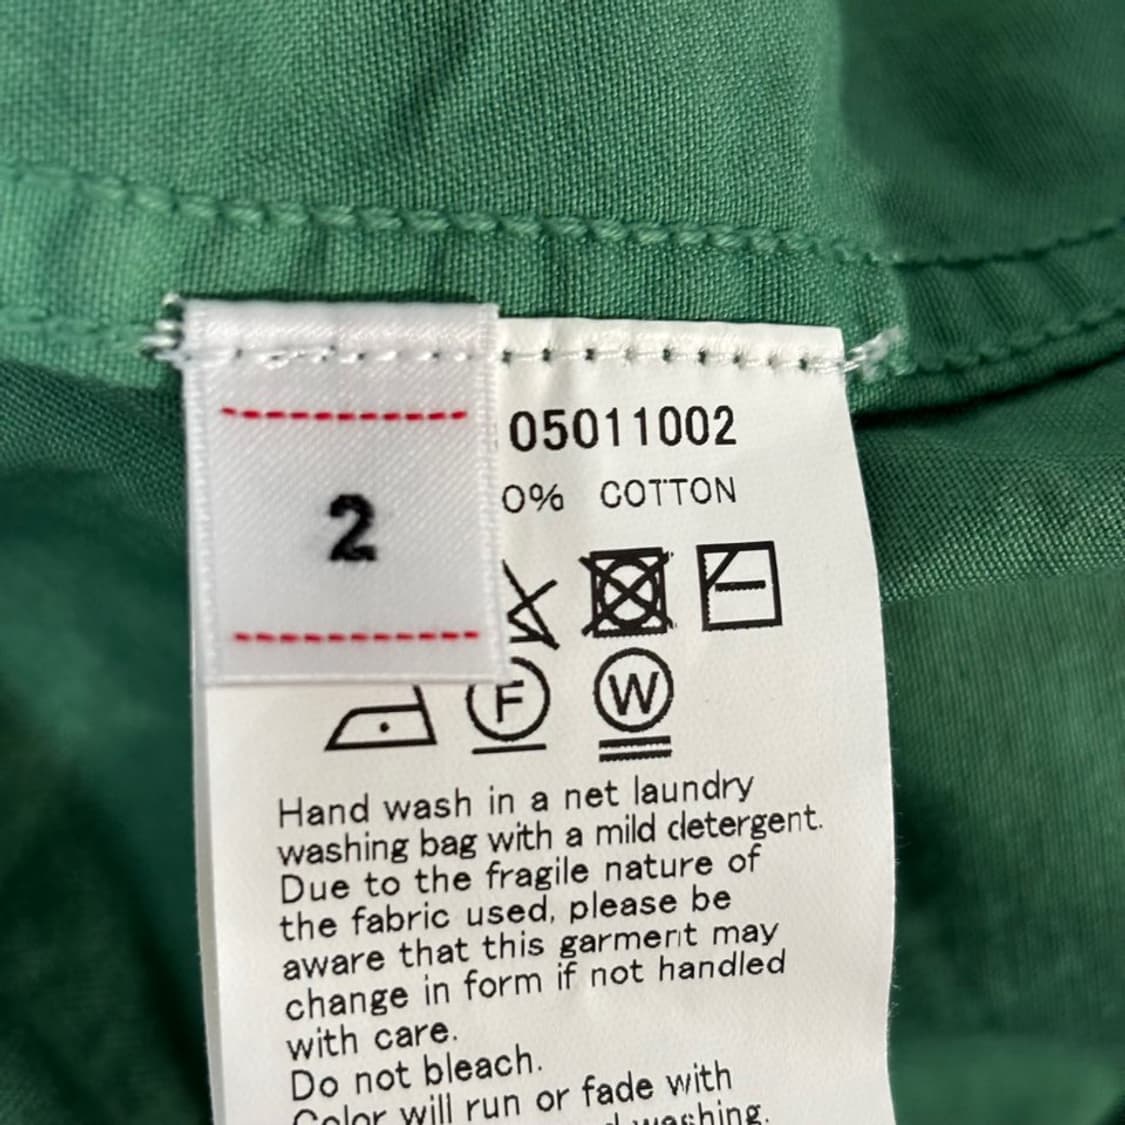 2
05011002
0% COTTON
F
W
Hand wash in a net laundry
washing bag with a mild detergent.
Due to the fragile nature of
the fabric used, please be
aware that this garment may
change in form if not handled
with care.
Do not bleach.
Color will run or fade with
washing.